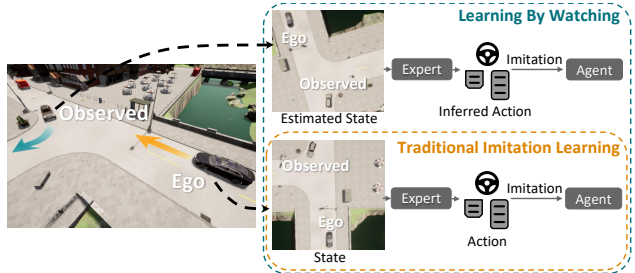 Learning By Watching
Observed
Ego
Ego
Observed
Estimated State
Expert
Imitation
Agent
Inferred Action
Traditional Imitation Learning
Observed
Ego
State
Expert
Imitation
Agent
Action